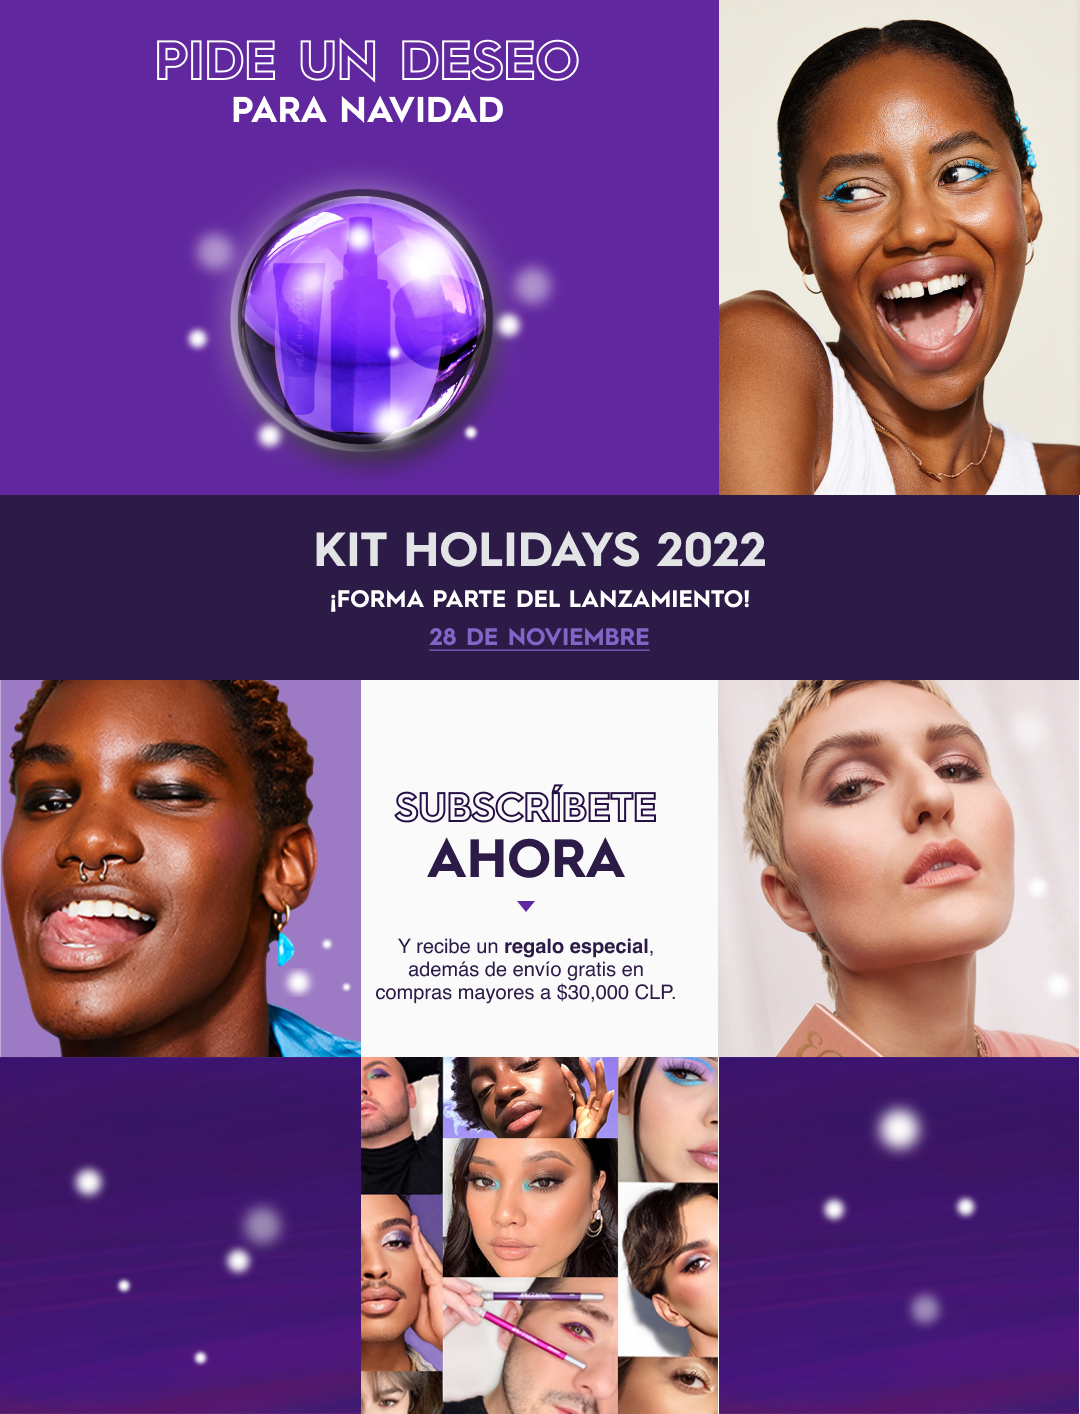 PIDE UN DESEO
PARA NAVIDAD
KIT HOLIDAYS 2022
¡FORMA PARTE DEL LANZAMIENTO!
28 DE NOVIEMBRE
SUBSCRÍBETE
AHORA
Y recibe un regalo especial,
además de envío gratis en
compras mayores a $30,000 CLP.